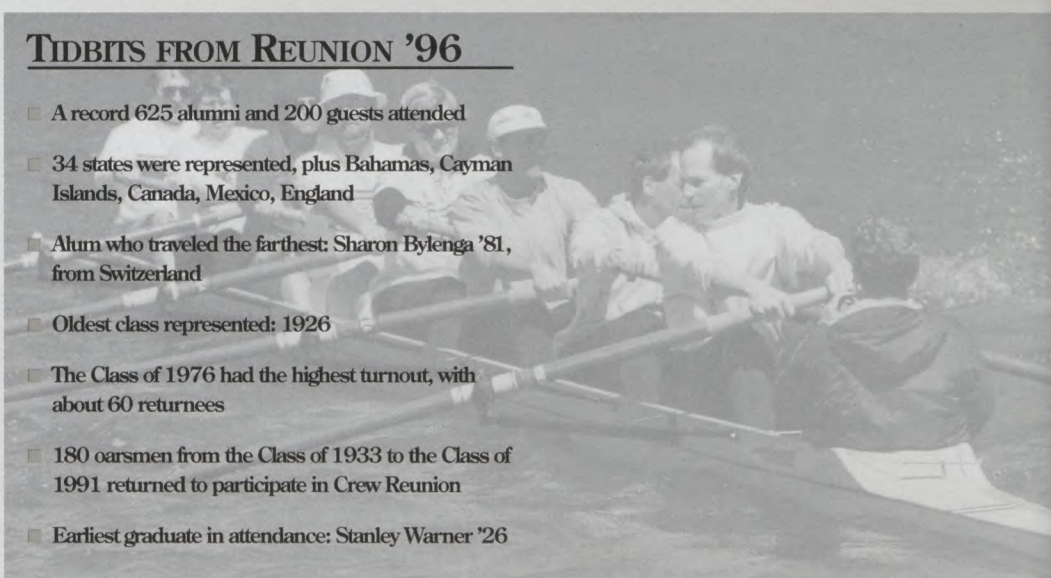 TIDBITS FROM REUNION ’96
A record 625 alumni and 200 guests attended
34 states were represented, plus Bahamas, Cayman
Islands, Canada, Mexico, England
Alum who traveled the farthest: Sharon Bylenga ’81,
from Switzerland
Oldest class represented: 1926
The Class of 1976 had the highest turnout, with
about 60 returnees
180 oarsmen from the Class of 1933 to the Class of
1991 returned to participate in Crew Reunion
Earliest graduate in attendance: Stanley Warner ’26